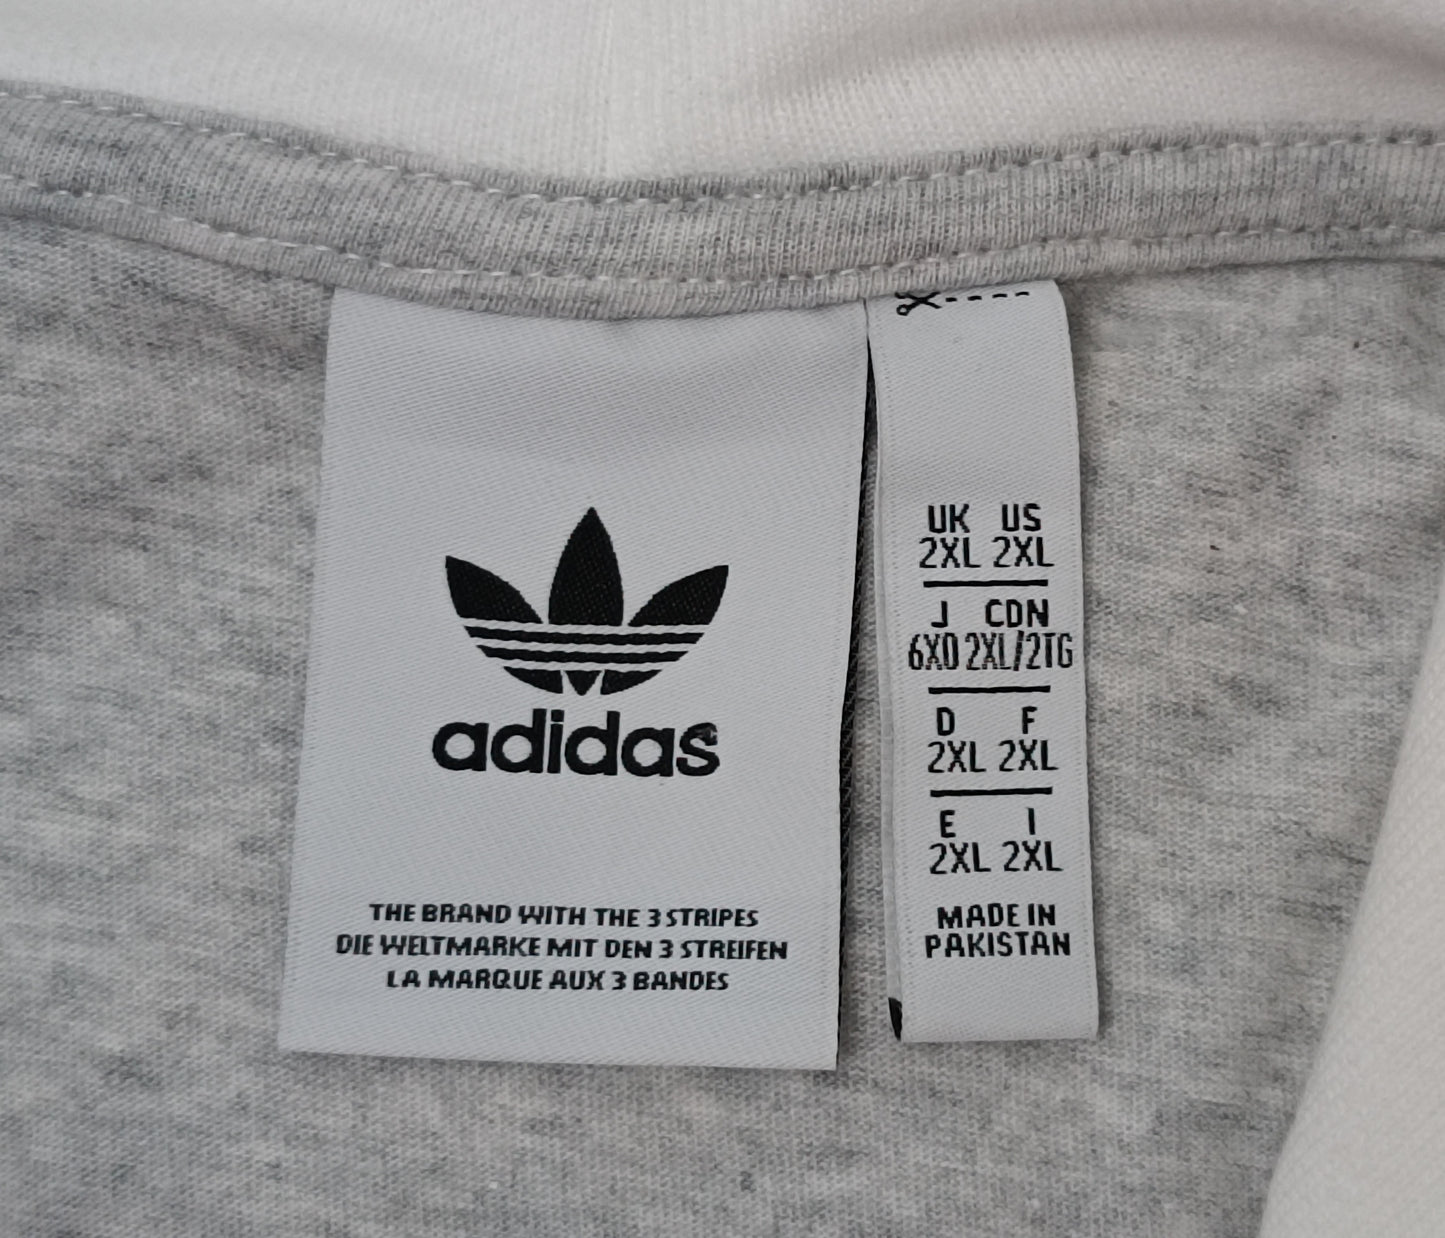 adidas
THE BRAND WITH THE 3 STRIPES
DIE WELTMARKE MIT DEN 3 STREIFEN
LA MARQUE AUX 3 BANDES
UK US
2XL 2XL
J CDN
6XO 2XL/2TG
D F
2XL 2XL
E I
2XL 2XL
MADE IN
PAKISTAN